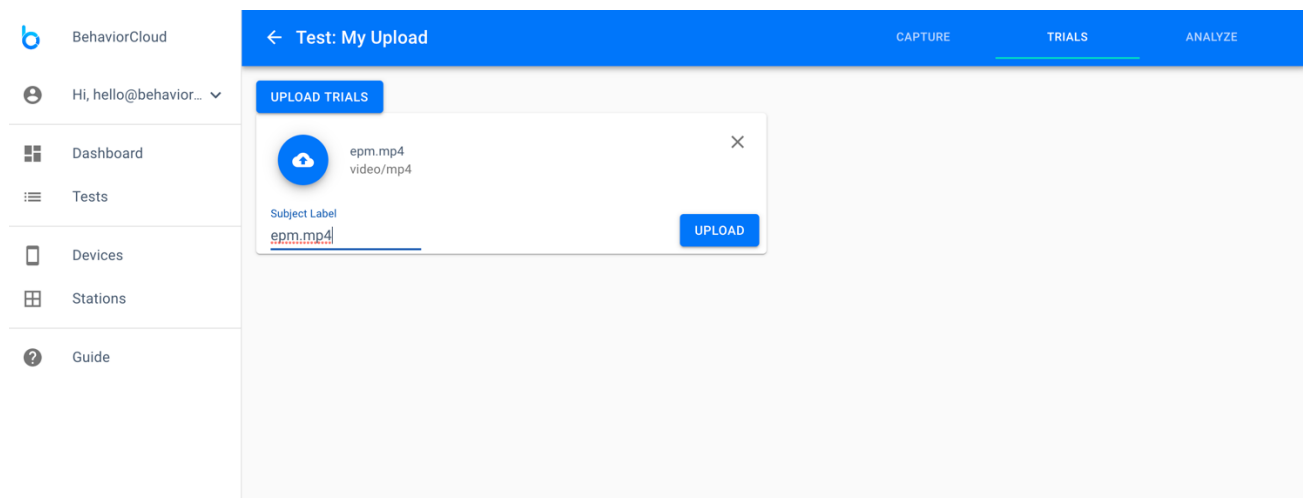 BehaviorCloud
Test: My Upload
CAPTURE
TRIALS
ANALYZE
Hi, hello@behavior...
Dashboard
Tests
Devices
Stations
Guide
UPLOAD TRIALS
epm.mp4
video/mp4
Subject Label
epm.mp4
UPLOAD